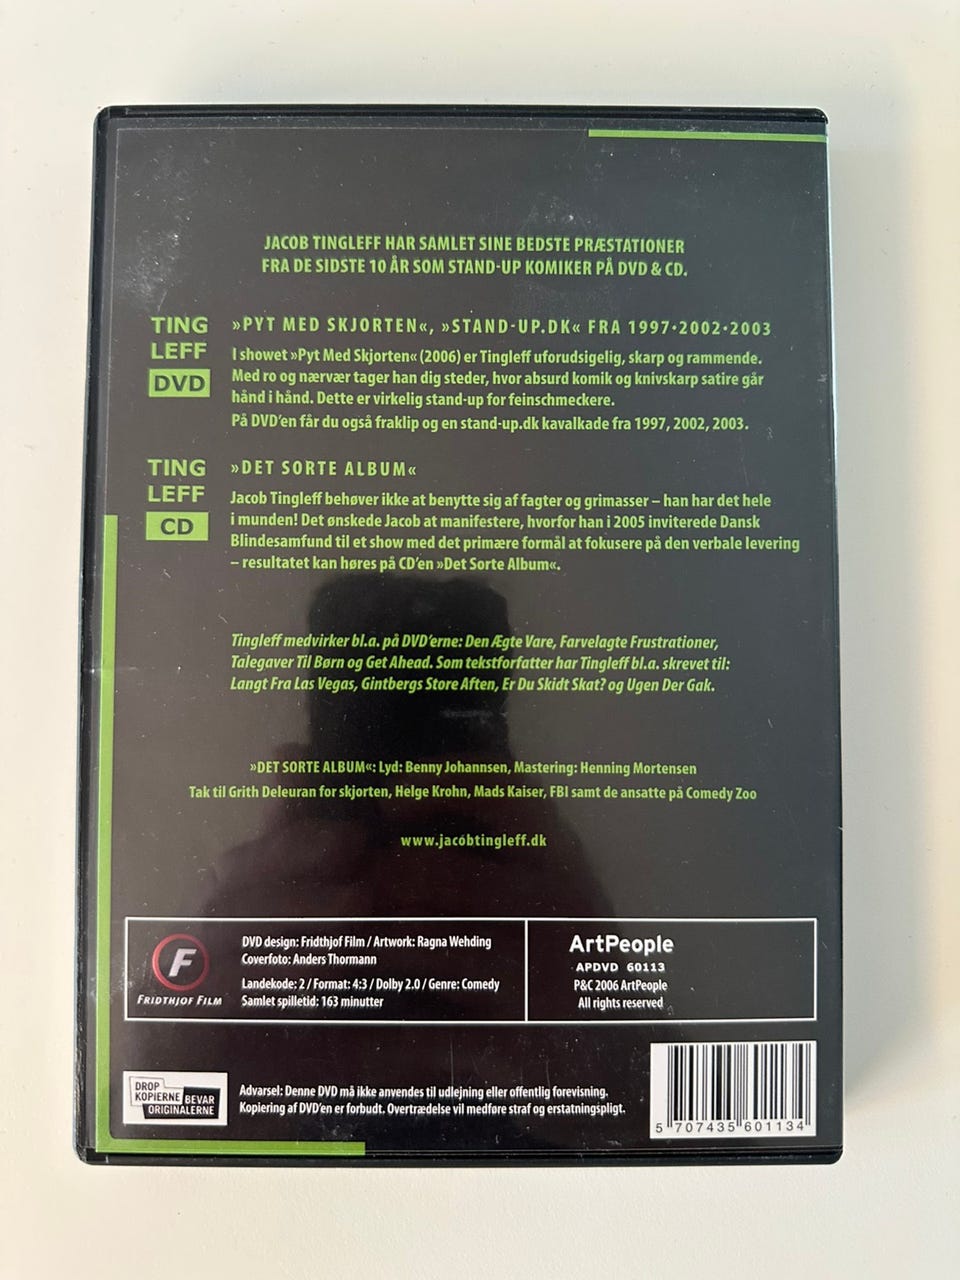 JACOB TINGLEFF HAR SAMLET SINE BEDSTE PRÆSTATIONER
FRA DE SIDSTE 10 ÅR SOM STAND-UP KOMIKER PÅ DVD & CD.
TING
LEFF
DVD
»PYT MED SKJORTEN«, »STAND-UP.DK« FRA 1997·2002·2003
I showet »Pyt Med Skjorten« (2006) er Tingleff uforudsigelig, skarp og rammende.
Med ro og nærvær tager han dig steder, hvor absurd komik og knivskarp satire går
hånd i hånd. Dette er virkelig stand-up for feinschmeckere.
På DVD'en får du også fraklip og en stand-up.dk kavalkade fra 1997, 2002, 2003.
TING
LEFF
CD
»DET SORTE ALBUM«
Jacob Tingleff behøver ikke at benytte sig af fagter og grimasser – han har det hele
i munden! Det ønskede Jacob at manifestere, hvorfor han i 2005 inviterede Dansk
Blindesamfund til et show med det primære formål at fokusere på den verbale levering
– resultatet kan høres på CD'en »Det Sorte Album«.
Tingleff medvirker bl.a. på DVD'erne: Den Ægte Vare, Farvelagte Frustrationer,
Talegaver Til Børn og Get Ahead. Som tekstforfatter har Tingleff bl.a. skrevet til:
Langt Fra Las Vegas, Gintbergs Store Aften, Er Du Skidt Skat? og Ugen Der Gak.
»DET SORTE ALBUM«: Lyd: Benny Johannsen, Mastering: Henning Mortensen
Tak til Grith Deleuran for skjorten, Helge Krohn, Mads Kaiser, FBI samt de ansatte på Comedy Zoo
www.jacobtingleff.dk
F
FRIDTHJOF FILM
DVD design: Fridthjof Film / Artwork: Ragna Wehding
Coverfoto: Anders Thormann
Landekode: 2 / Format: 4:3 / Dolby 2.0 / Genre: Comedy
Samlet spilletid: 163 minutter
ArtPeople
APDVD 60113
P&C 2006 ArtPeople
All rights reserved
DROP
KOPIERNE
BEVAR
ORIGINALERNE
Advarsel: Denne DVD må ikke anvendes til udlejning eller offentlig forevisning.
Kopiering af DVD'en er forbudt. Overtrædelse vil medføre straf og erstatningspligt.
5 707435 601134